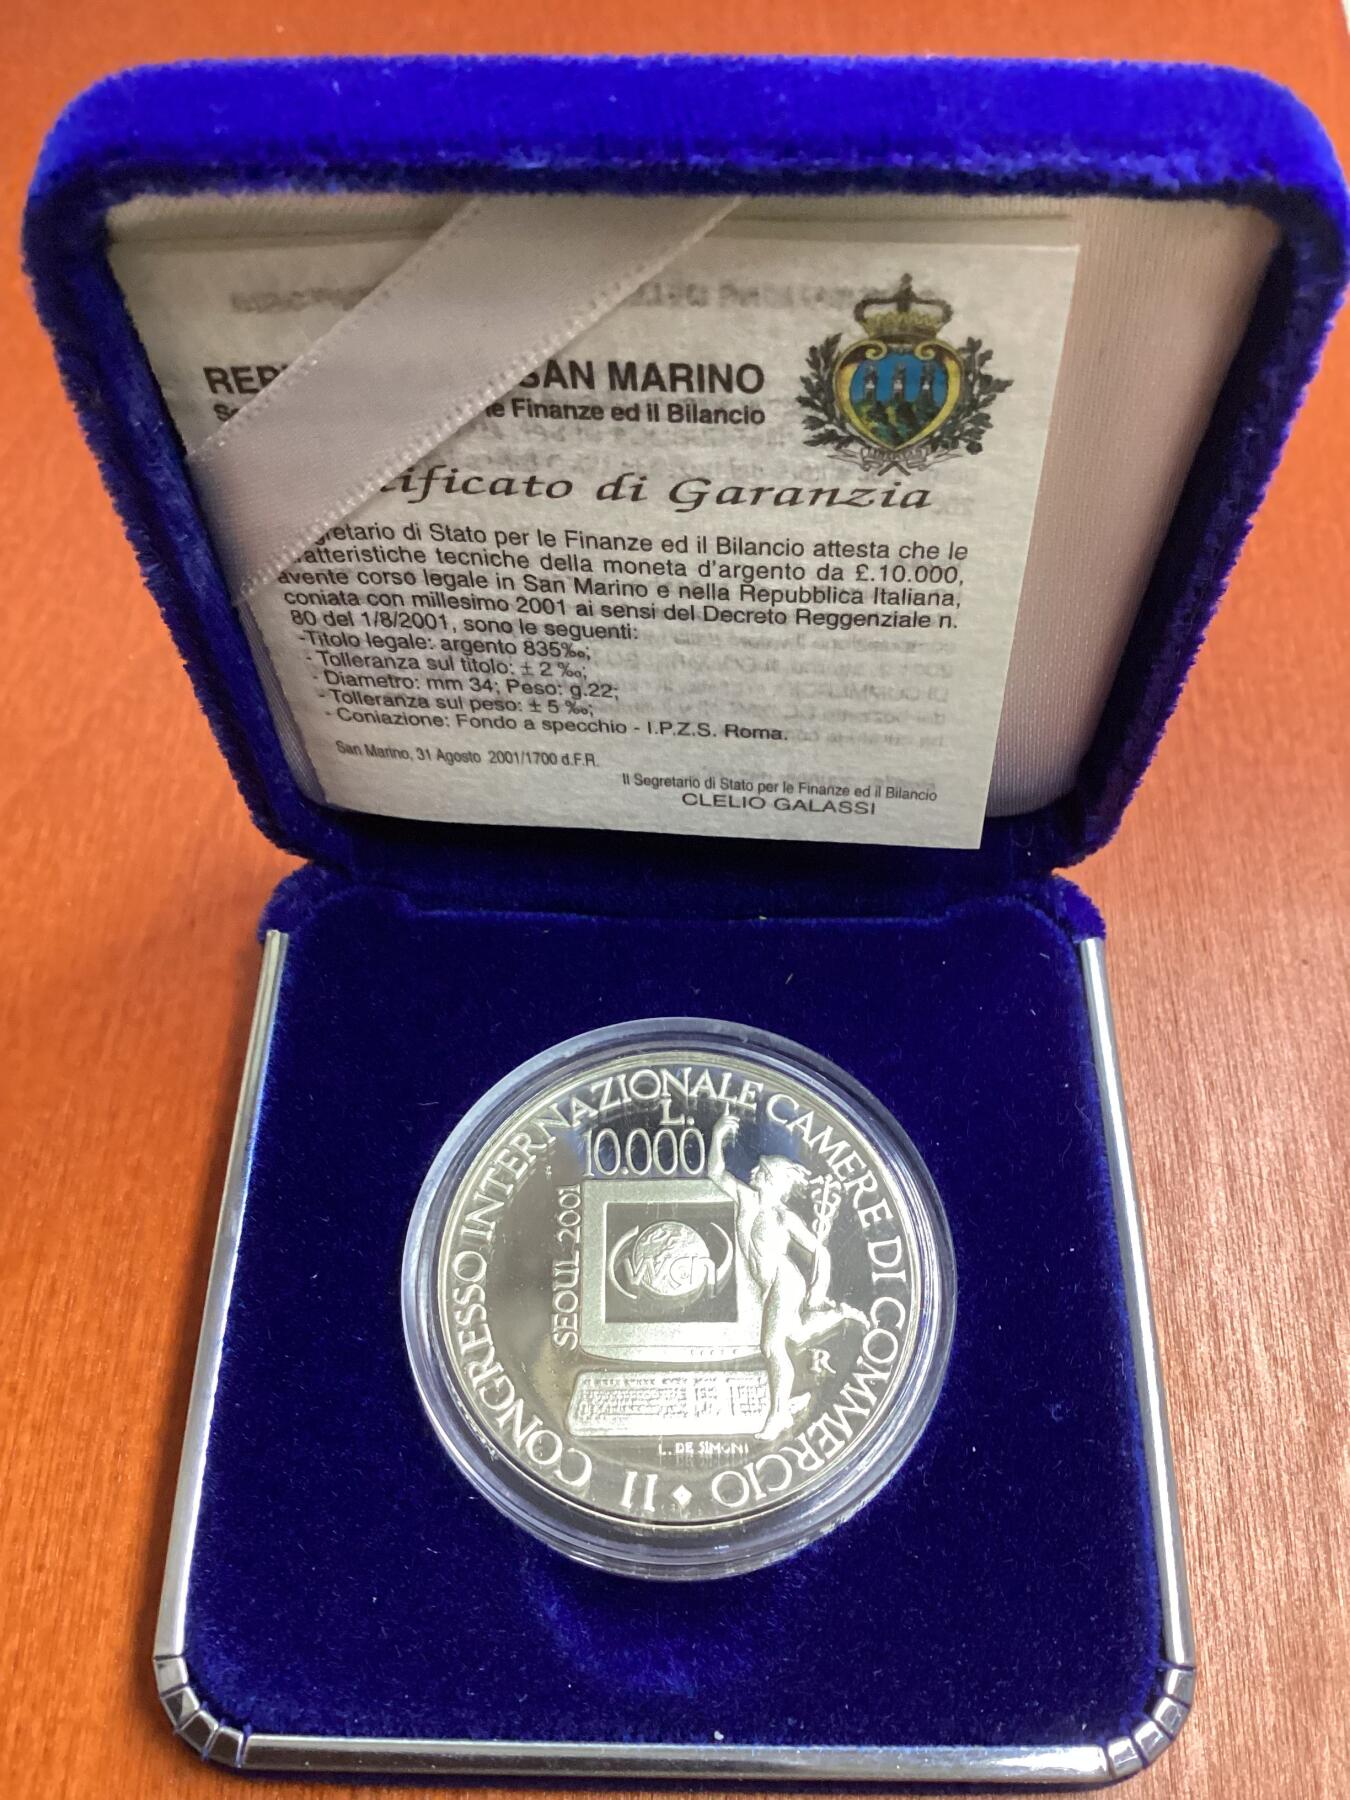 SAN MARINO
Finanze ed il Bilancio
di Garanzia
di Stato per le Finanze ed il Bilancio attesta che le
tecniche della moneta d'argento da £.10.000,
avente corso legale in San Marino e nella Repubblica Italiana,
coniata con millesimo 2001 ai sensi del Decreto Reggenziale n.
80 del 1/8/2001, sono le seguenti:
-Titolo legale: argento 835‰;
- Tolleranza sul titolo: ± 2 ‰;
- Diametro: mm 34; Peso: g.22;
- Tolleranza sul peso: ± 5 ‰;
- Coniazione: Fondo a specchio - I.P.Z.S. Roma.
San Marino, 31 Agosto 2001/1700 d.F.R.
Il Segretario di Stato per le Finanze ed il Bilancio
CLELIO GALASSI
II CONGRESSO INTERNAZIONALE CAMERE DI COMMERCIO
L.
10.000
SEOUL 2001
wcn
R
L. DE SIMONI